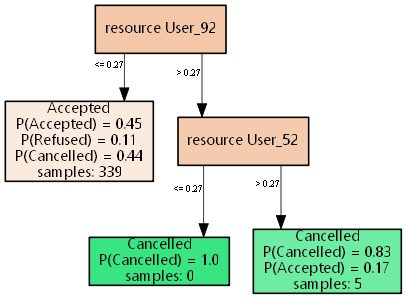 resource User_92
<= 0.27
> 0.27
Accepted
P(Accepted) = 0.45
P(Refused) = 0.11
P(Cancelled) = 0.44
samples: 339
resource User_52
<= 0.27
> 0.27
Cancelled
P(Cancelled) = 1.0
samples: 0
Cancelled
P(Cancelled) = 0.83
P(Accepted) = 0.17
samples: 5